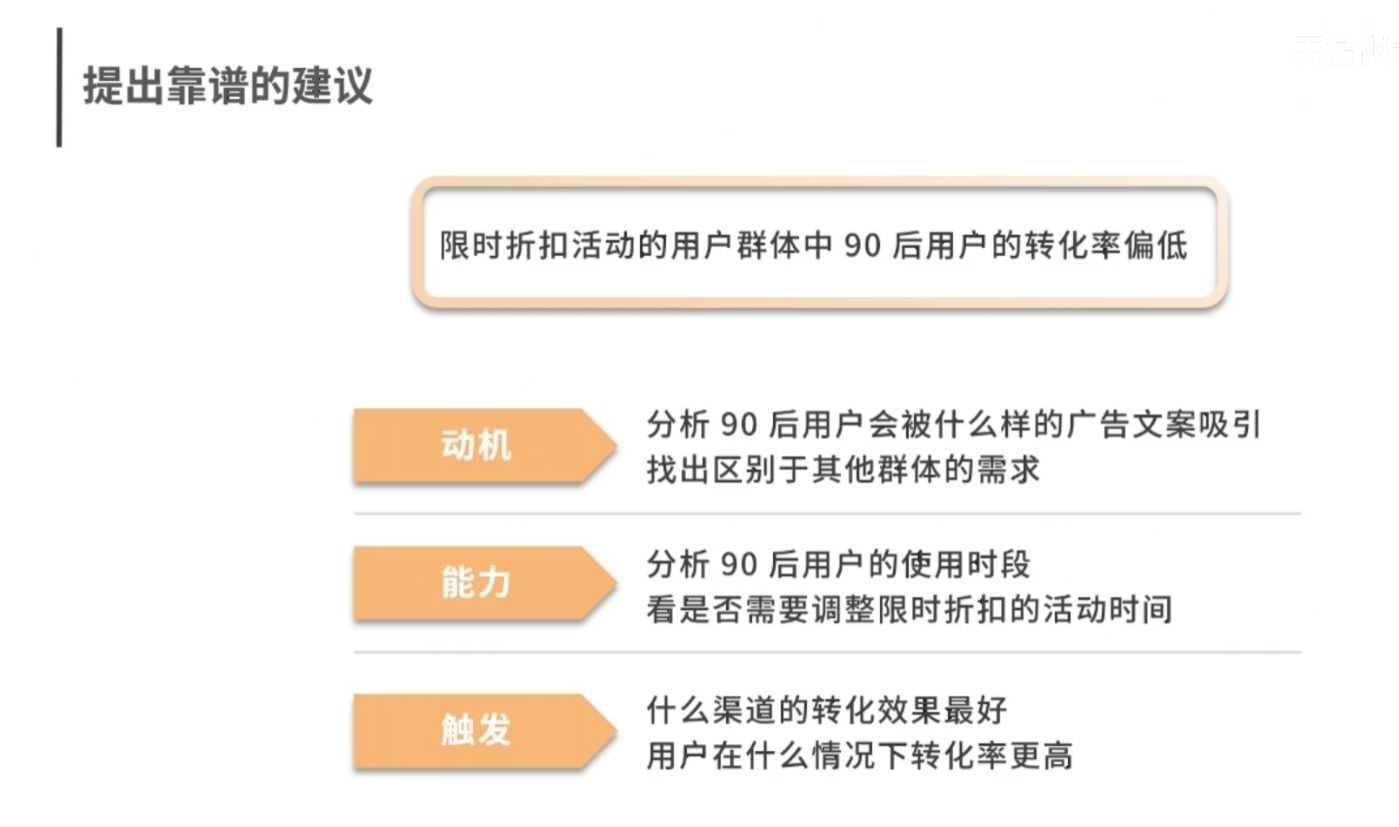 提出靠谱的建议
限时折扣活动的用户群体中 90 后用户的转化率偏低
动机
分析 90 后用户会被什么样的广告文案吸引
找出区别于其他群体的需求
能力
分析 90 后用户的使用时段
看是否需要调整限时折扣的活动时间
触发
什么渠道的转化效果最好
用户在什么情况下转化率更高